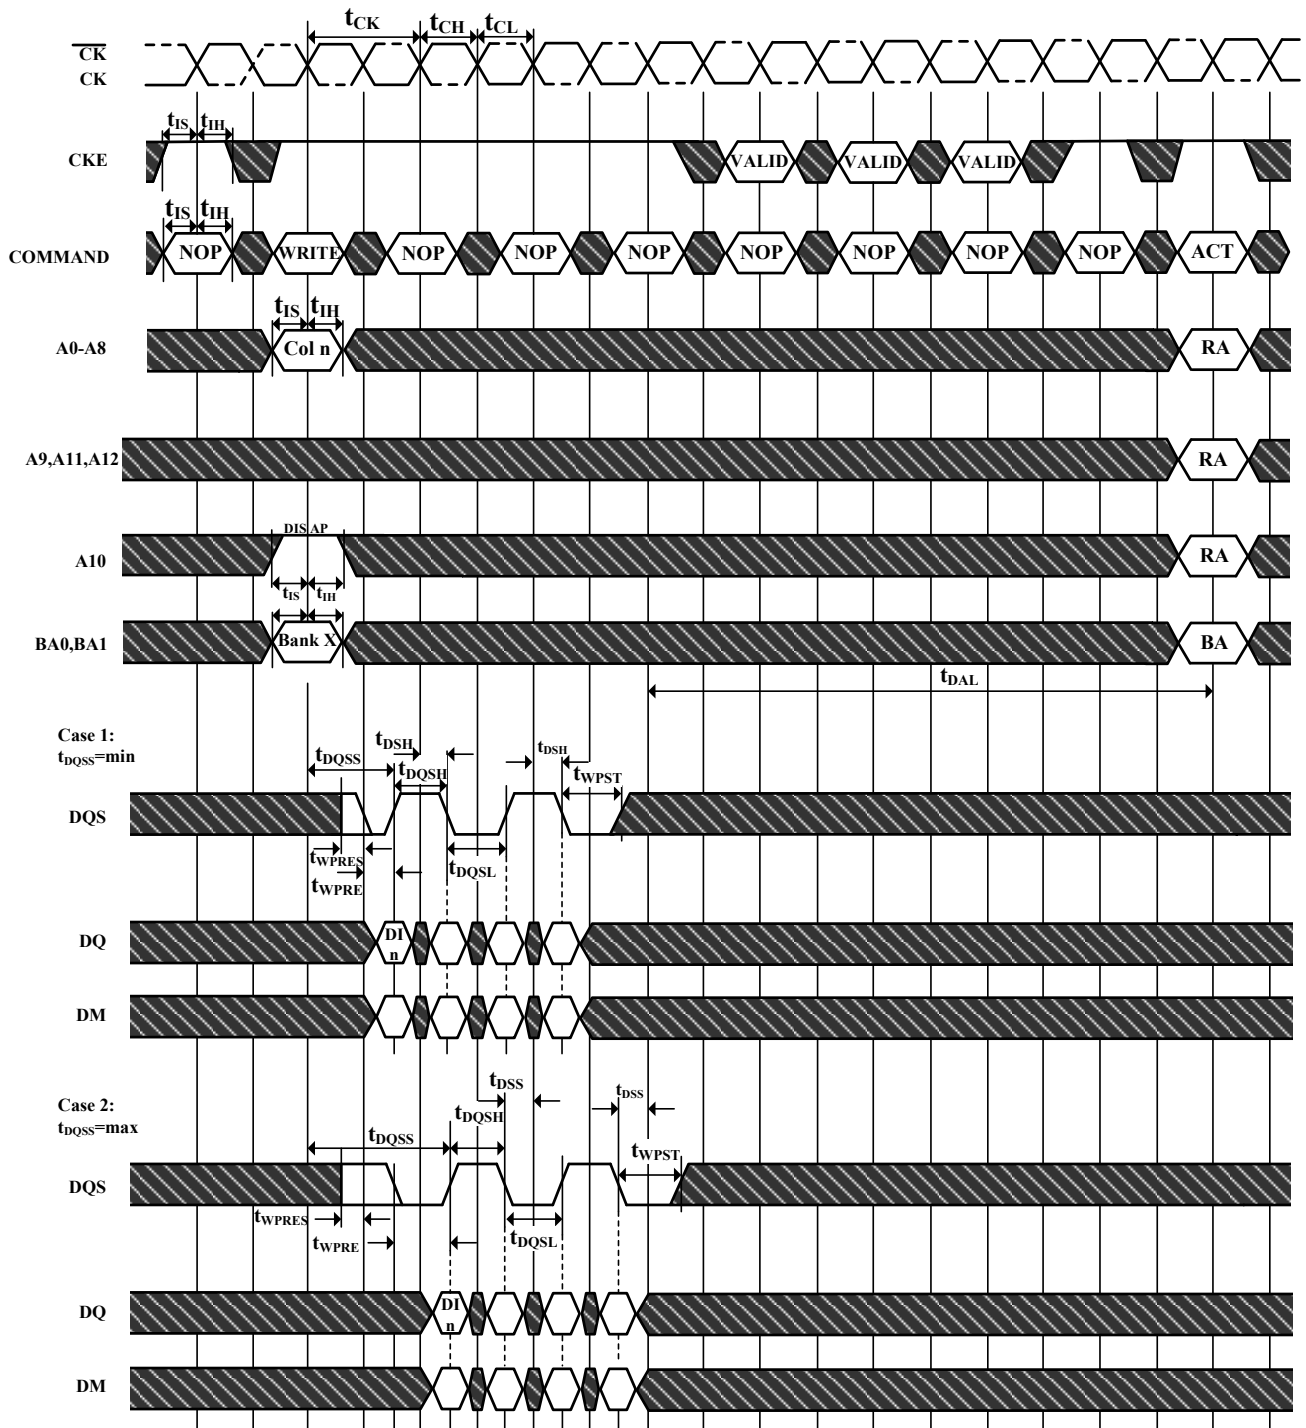 tCK tCH tCL
CK
CK
tIS tIH
CKE VALID VALID VALID
tIS tIH
COMMAND NOP WRITE NOP NOP NOP NOP NOP NOP NOP ACT
tIS tIH
A0-A8 Col n RA
A9,A11,A12 RA
DIS AP
A10 RA
tIS tIH
BA0,BA1 Bank X BA
tDAL
Case 1:
tDQSS=min
tDSH tDSH
tDQSS tDQSH tWPST
DQS
tWPRES tDQSL
tWPRE
DQ DI
n
DM
Case 2:
tDQSS=max
tDSS tDSS
tDQSH
tDQSS tWPST
DQS
tWPRES
tWPRE tDQSL
DQ DI
n
DM